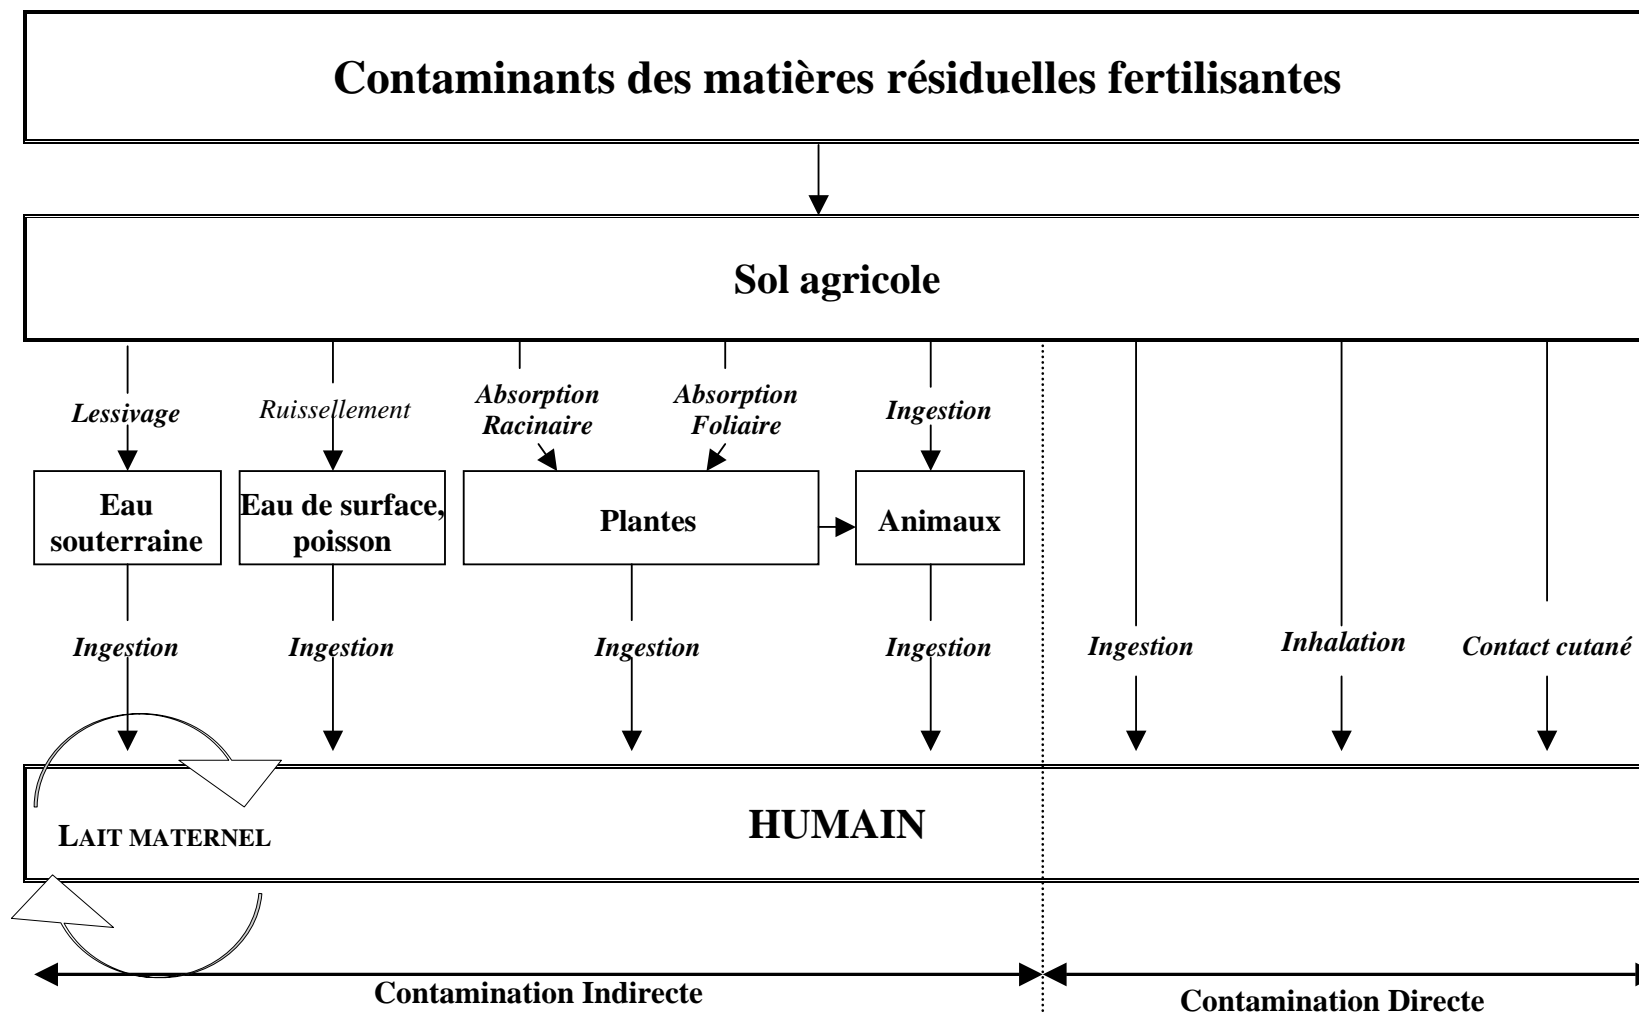 Contaminants des matières résiduelles fertilisantes
Sol agricole
Lessivage
Ruissellement
Absorption
Racinaire
Absorption
Foliaire
Ingestion
Eau
souterraine
Eau de surface,
poisson
Plantes
Animaux
Ingestion
Ingestion
Ingestion
Ingestion
Ingestion
Inhalation
Contact cutané
LAIT MATERNEL
HUMAIN
Contamination Indirecte
Contamination Directe